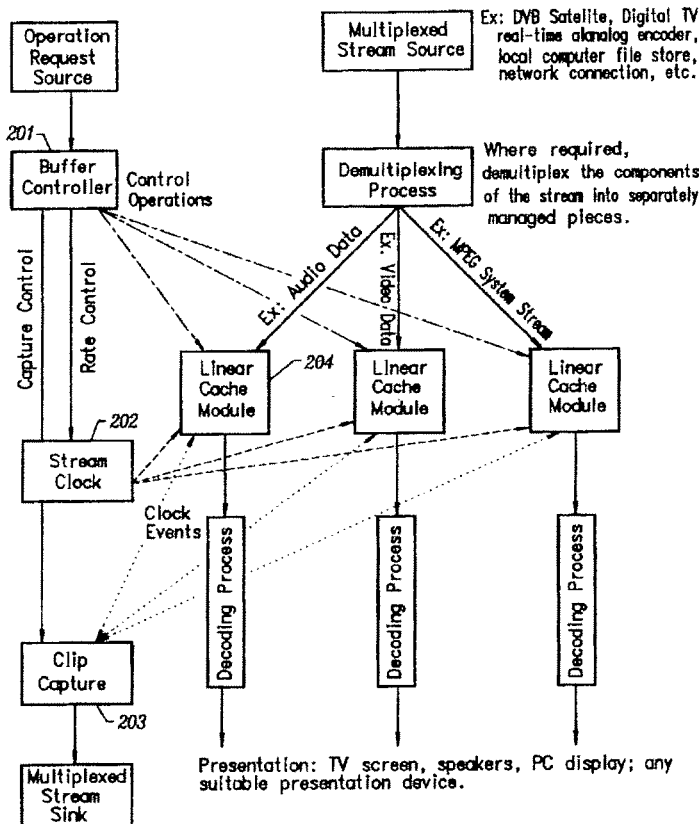 Operation
Request
Source
Multiplexed
Stream Source
Ex: DVB Satelite, Digital TV
real-time alanalog encoder,
local computer file store,
network connection, etc.
201
Buffer
Controller
Control
Operations
Demultiplexing
Process
Where required,
demultiplex the components
of the stream into separately
managed pieces.
Capture Control
Rate Control
Ex: Audio Data
Ex. Video Data
Ex: MPEG System Stream
Linear
Cache
Module
204
Linear
Cache
Module
Linear
Cache
Module
202
Stream
Clock
Clock
Events
Decoding Process
Decoding Process
Decoding Process
Clip
Capture
203
Multiplexed
Stream
Sink
Presentation: TV screen, speakers, PC display; any
suitable presentation device.